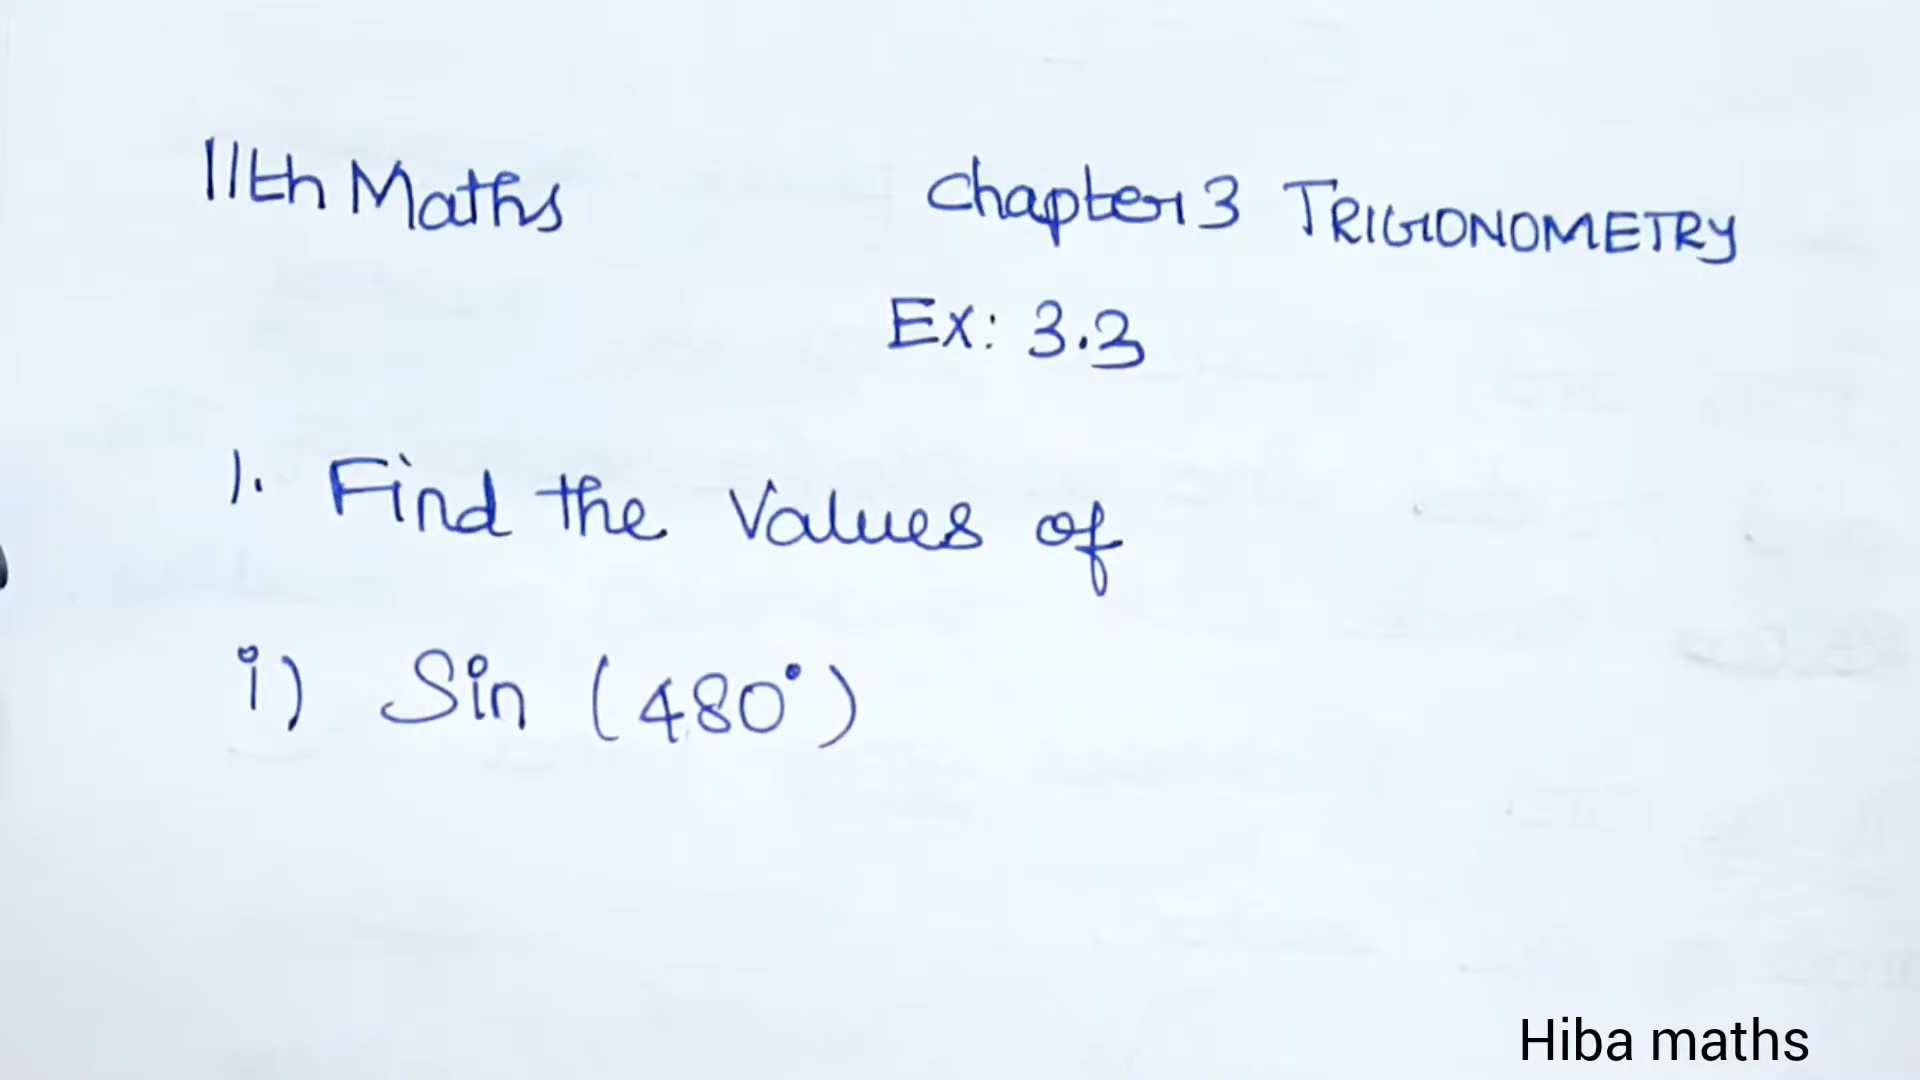 11th Maths Chapter 3 TRIGONOMETRY
Ex: 3.3
1. Find the Values of
i) Sin (480°)
Hiba maths